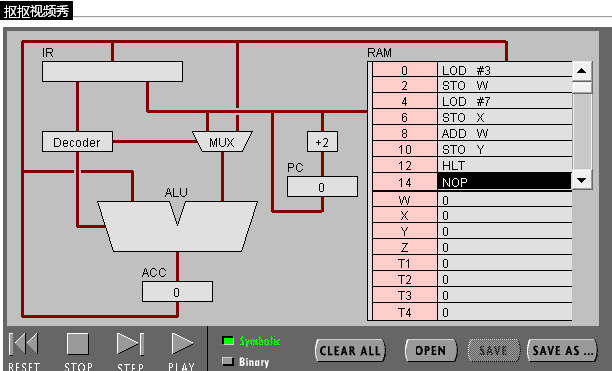 抠抠视频秀
IR
RAM
0 LOD #3
2 STO W
4 LOD #7
6 STO X
8 ADD W
10 STO Y
12 HLT
14 NOP
W 0
X 0
Y 0
Z 0
T1 0
T2 0
T3 0
T4 0
Decoder
MUX
+2
PC
0
ALU
ACC
0
RESET
STOP
STEP
PLAY
Symbolic
Binary
CLEAR ALL
OPEN
SAVE
SAVE AS ...